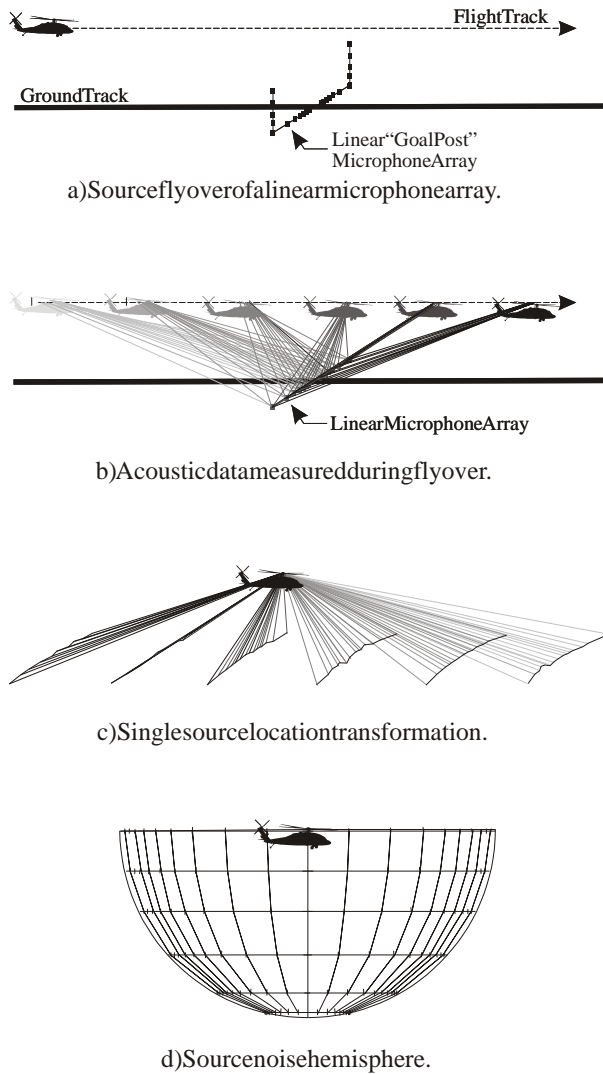 FlightTrack
GroundTrack
Linear“GoalPost”
MicrophoneArray
a)Sourceflyoverofalinearmicrophonearray.
LinearMicrophoneArray
b)Acousticdatameasuredduringflyover.
c)Singlesourcelocationtransformation.
d)Sourcenoisehemisphere.